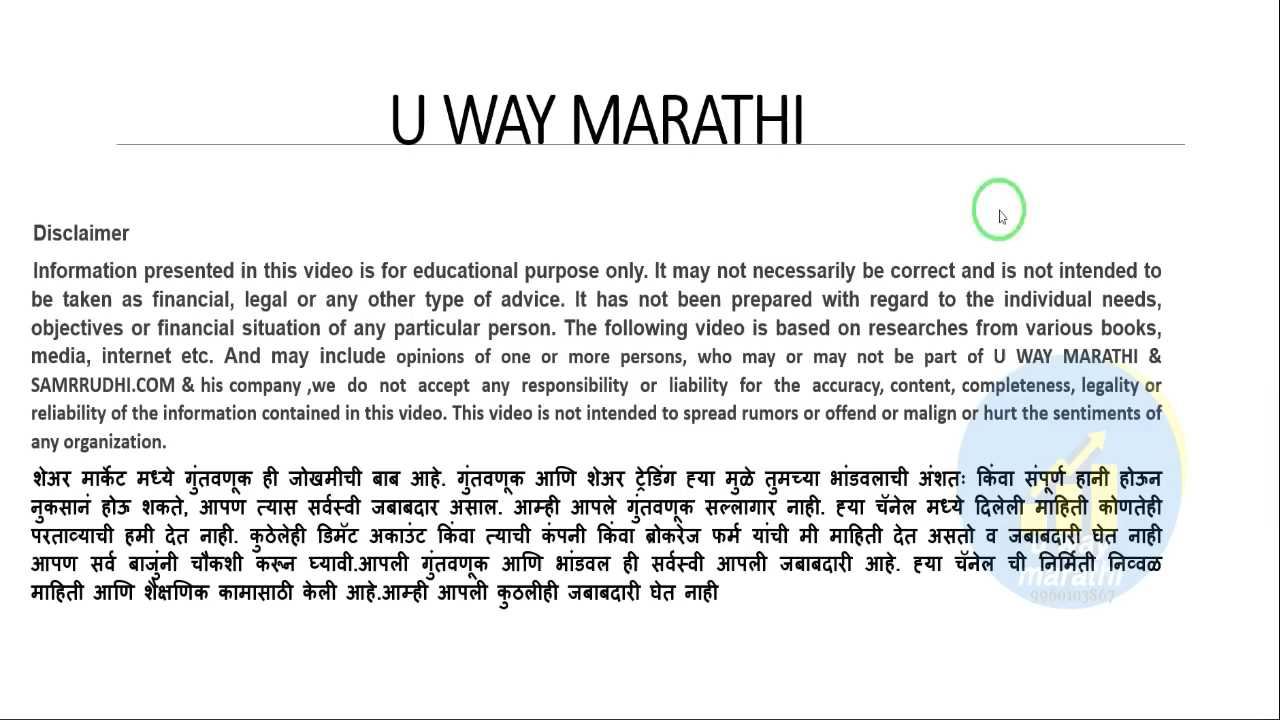 U WAY MARATHI
Disclaimer
Information presented in this video is for educational purpose only. It may not necessarily be correct and is not intended to
be taken as financial, legal or any other type of advice. It has not been prepared with regard to the individual needs,
objectives or financial situation of any particular person. The following video is based on researches from various books,
media, internet etc. And may include opinions of one or more persons, who may or may not be part of U WAY MARATHI &
SAMRRUDHI.COM & his company ,we do not accept any responsibility or liability for the accuracy, content, completeness, legality or
reliability of the information contained in this video. This video is not intended to spread rumors or offend or malign or hurt the sentiments of
any organization.
शेअर मार्केट मध्ये गुंतवणूक ही जोखमीची बाब आहे. गुंतवणूक आणि शेअर ट्रेडिंग ह्या मुळे तुमच्या भांडवलाची अंशतः किंवा संपूर्ण हानी होऊन
नुकसानं होऊ शकते, आपण त्यास सर्वस्वी जबाबदार असाल. आम्ही आपले गुंतवणूक सल्लागार नाही. ह्या चॅनेल मध्ये दिलेली माहिती कोणतेही
परताव्याची हमी देत नाही. कुठेलेही डिमॅट अकाउंट किंवा त्याची कंपनी किंवा ब्रोकरेज फर्म यांची मी माहिती देत असतो व जबाबदारी घेत नाही
आपण सर्व बाजुंनी चौकशी करून घ्यावी.आपली गुंतवणूक आणि भांडवल ही सर्वस्वी आपली जबाबदारी आहे. ह्या चॅनेल ची निर्मिती निव्वळ
माहिती आणि शैक्षणिक कामासाठी केली आहे.आम्ही आपली कुठलीही जबाबदारी घेत नाही
marathi
9960103867